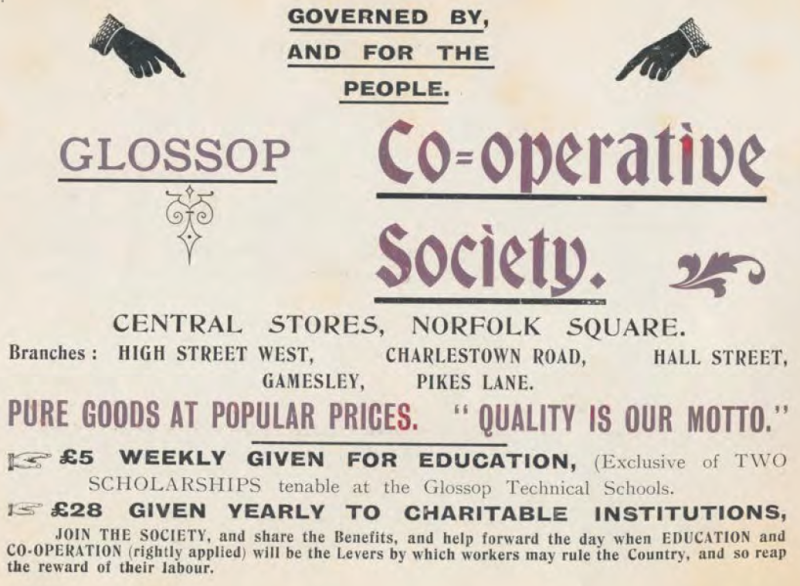 GOVERNED BY,
AND FOR THE
PEOPLE.
GLOSSOP Co-operative
Society.
CENTRAL STORES, NORFOLK SQUARE.
Branches : HIGH STREET WEST, CHARLESTOWN ROAD, HALL STREET,
GAMESLEY, PIKES LANE.
PURE GOODS AT POPULAR PRICES. “ QUALITY IS OUR MOTTO.”
£5 WEEKLY GIVEN FOR EDUCATION, (Exclusive of TWO
SCHOLARSHIPS tenable at the Glossop Technical Schools.
£28 GIVEN YEARLY TO CHARITABLE INSTITUTIONS,
JOIN THE SOCIETY, and share the Benefits, and help forward the day when EDUCATION and
CO-OPERATION (rightly applied) will be the Levers by which workers may rule the Country, and so reap
the reward of their labour.